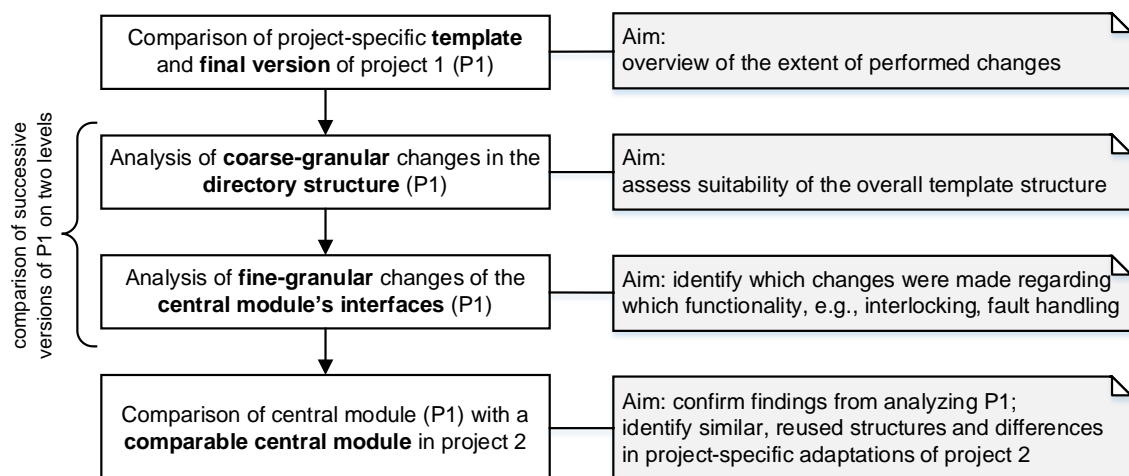 Comparison of project-specific template
and final version of project 1 (P1)
Aim:
overview of the extent of performed changes
comparison of successive
versions of P1 on two levels
Analysis of coarse-granular changes in the
directory structure (P1)
Aim:
assess suitability of the overall template structure
Analysis of fine-granular changes of the
central module's interfaces (P1)
Aim: identify which changes were made regarding
which functionality, e.g., interlocking, fault handling
Comparison of central module (P1) with a
comparable central module in project 2
Aim: confirm findings from analyzing P1;
identify similar, reused structures and differences
in project-specific adaptations of project 2